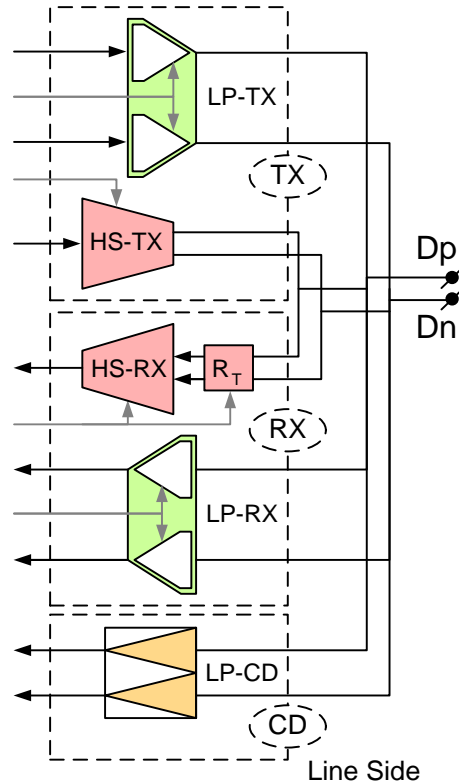 LP-TX
TX
HS-TX
Dp
Dn
HS-RX
RT
RX
LP-RX
LP-CD
CD
Line Side